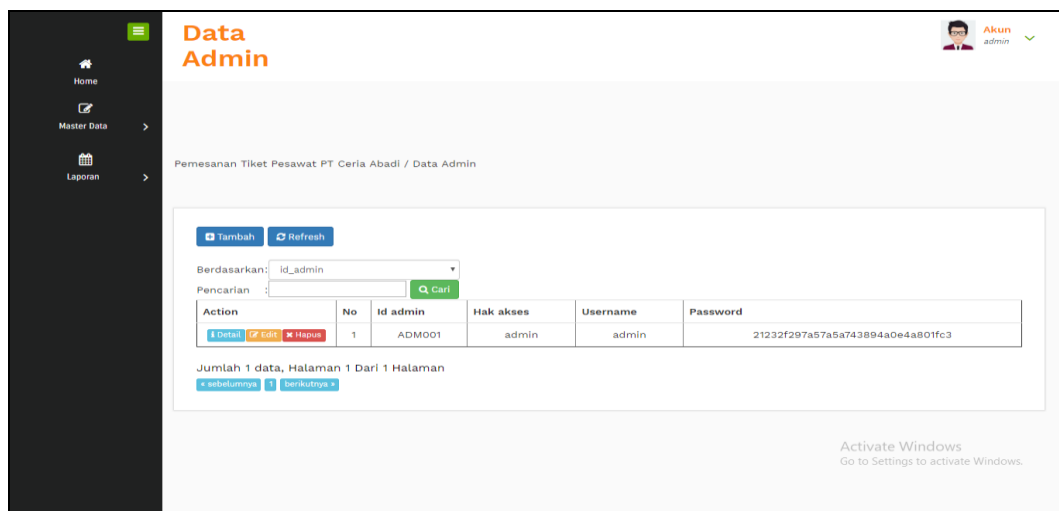 Data
Admin
Akun
admin
Home
Master Data
Laporan
Pemesanan Tiket Pesawat PT Ceria Abadi / Data Admin
Tambah Refresh
Berdasarkan: id_admin
Pencarian : Cari
Action No Id admin Hak akses Username Password
Detail Edit Hapus 1 ADM001 admin admin 21232f297a57a5a743894a0e4a801fc3
Jumlah 1 data, Halaman 1 Dari 1 Halaman
« sebelumnya 1 berikutnya »
Activate Windows
Go to Settings to activate Windows.